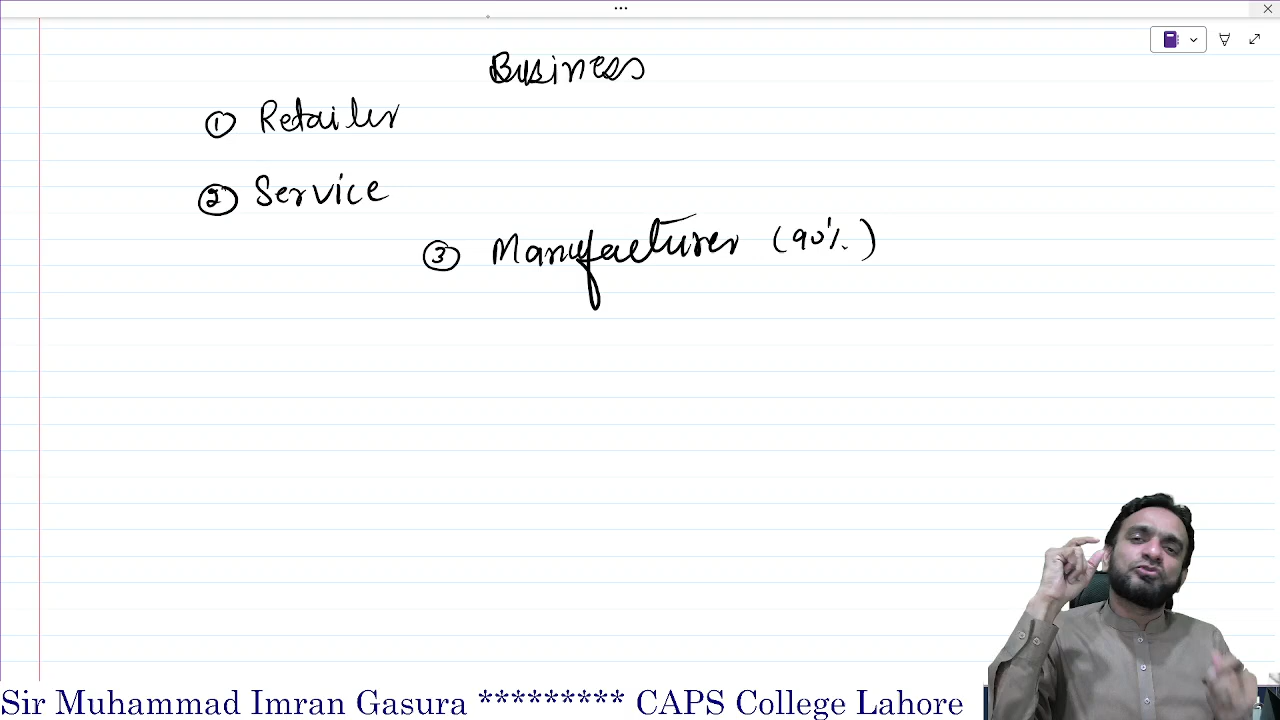 Business
① Retailer
② Service
③ Manufacturer (90%)
Sir Muhammad Imran Gasura ********* CAPS College Lahore